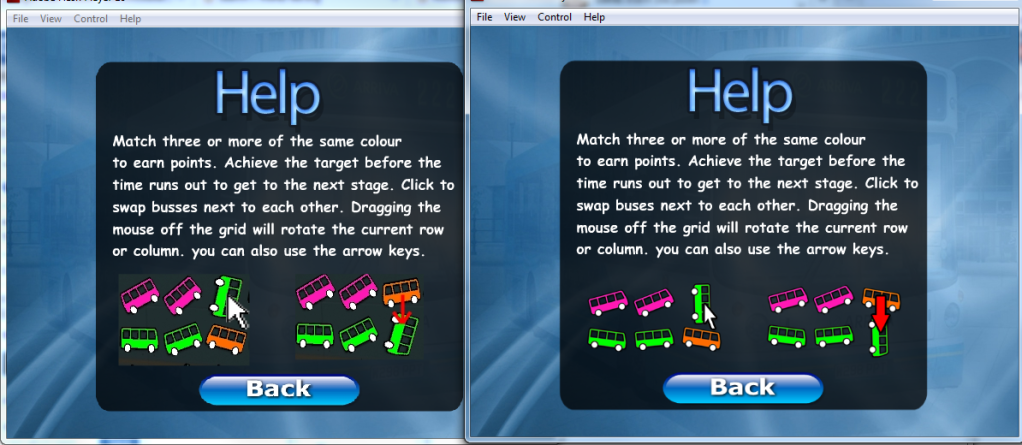 File View Control Help
Help
Match three or more of the same colour
to earn points. Achieve the target before the
time runs out to get to the next stage. Click to
swap busses next to each other. Dragging the
mouse off the grid will rotate the current row
or column. you can also use the arrow keys.
Back
File View Control Help
Help
Match three or more of the same colour
to earn points. Achieve the target before the
time runs out to get to the next stage. Click to
swap buses next to each other. Dragging the
mouse off the grid will rotate the current row
or column. you can also use the arrow keys.
Back